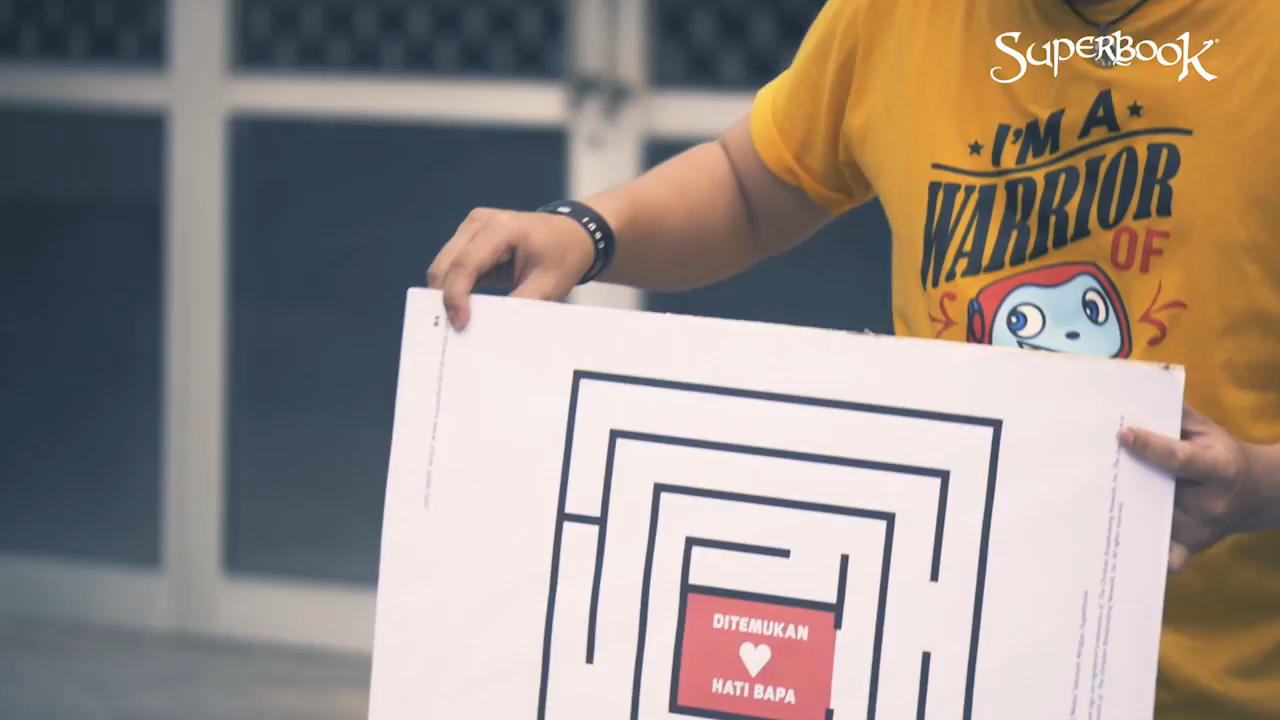 SUPERBOOK
I'M A
WARRIOR
OF
DITEMUKAN
HATI BAPA